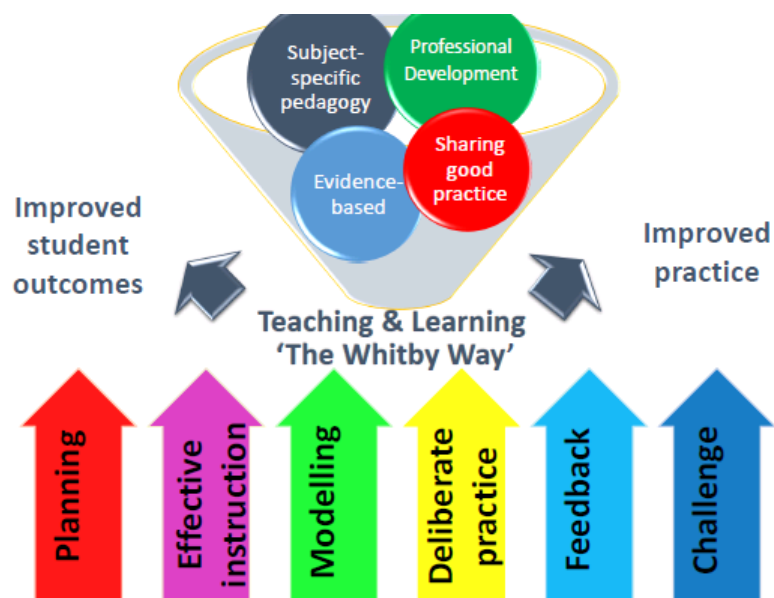 Subject-
specific
pedagogy
Professional
Development
Evidence-
based
Sharing
good
practice
Improved
student
outcomes
Improved
practice
Teaching & Learning
‘The Whitby Way’
Planning
Effective
instruction
Modelling
Deliberate
practice
Feedback
Challenge